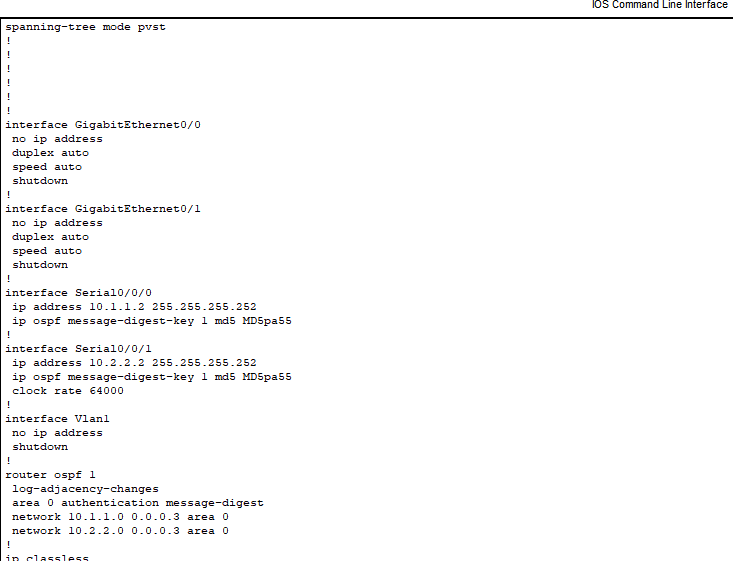 IOS Command Line Interface
spanning-tree mode pvst
!
!
!
!
!
!
interface GigabitEthernet0/0
no ip address
duplex auto
speed auto
shutdown
!
interface GigabitEthernet0/1
no ip address
duplex auto
speed auto
shutdown
!
interface Serial0/0/0
ip address 10.1.1.2 255.255.255.252
ip ospf message-digest-key 1 md5 MD5pa55
!
interface Serial0/0/1
ip address 10.2.2.2 255.255.255.252
ip ospf message-digest-key 1 md5 MD5pa55
clock rate 64000
!
interface Vlan1
no ip address
shutdown
!
router ospf 1
log-adjacency-changes
area 0 authentication message-digest
network 10.1.1.0 0.0.0.3 area 0
network 10.2.2.0 0.0.0.3 area 0
!
ip classless